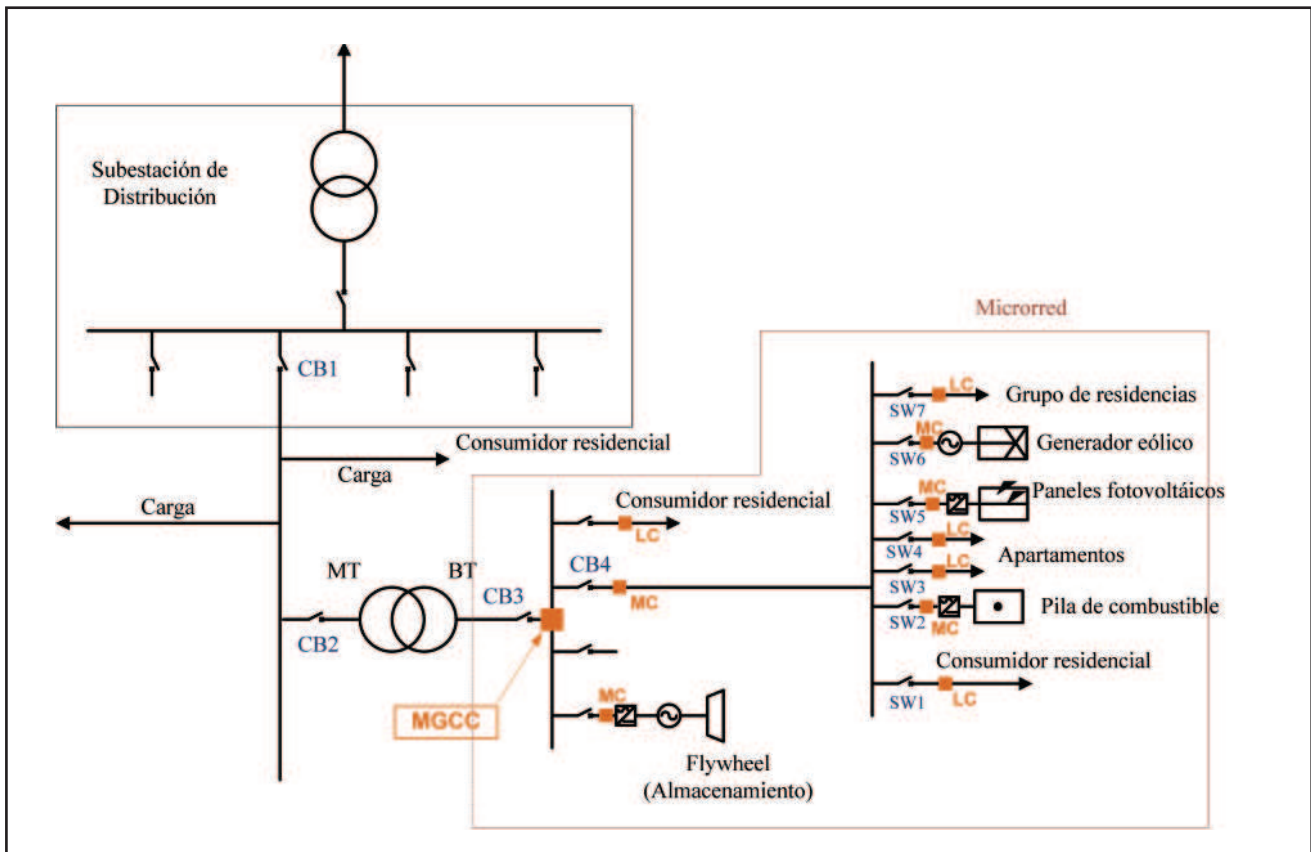 Subestación de
Distribución
CB1
Microrred
LC
Grupo de residencias
SW7
MC
Generador eólico
SW6
Consumidor residencial
Carga
MC
Paneles fotovoltáicos
SW5
Consumidor residencial
LC
Carga
LC
SW4
Apartamentos
LC
SW3
MT
BT
CB3
CB4
MC
SW2
MC
Pila de combustible
CB2
Consumidor residencial
SW1
LC
MGCC
MC
Flywheel
(Almacenamiento)